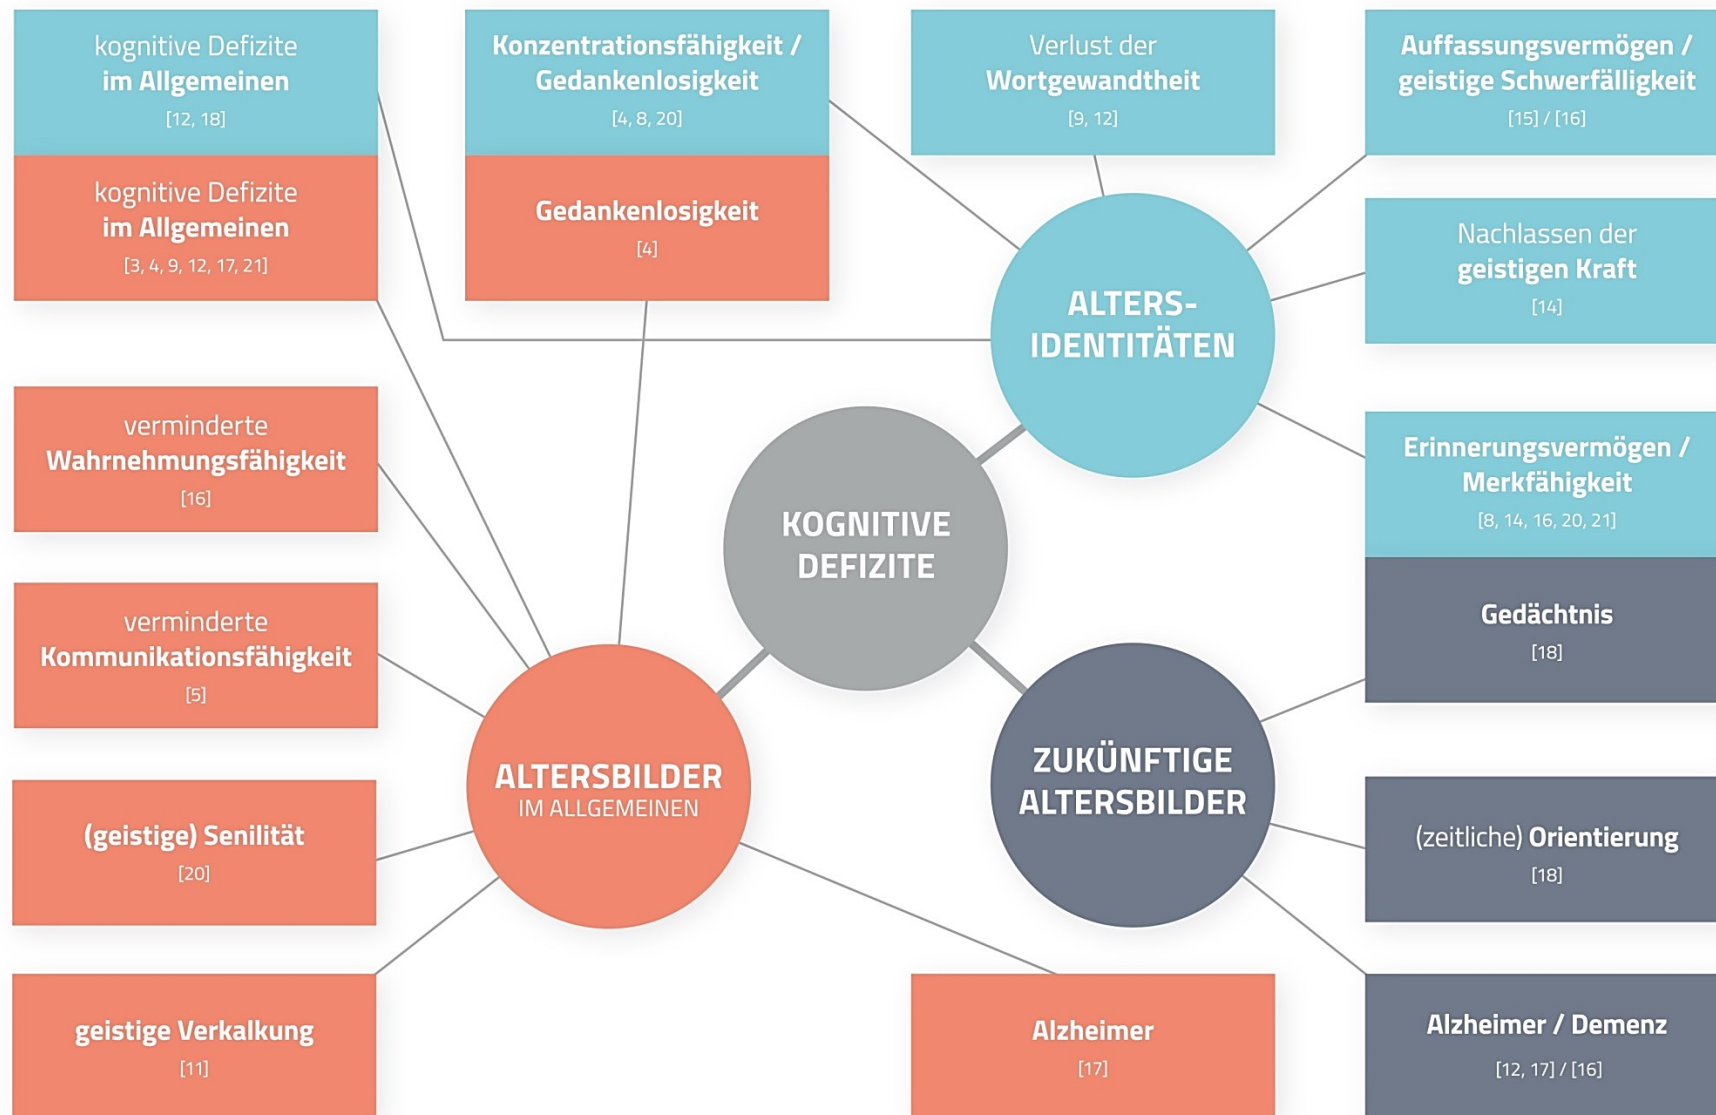 kognitive Defizite
im Allgemeinen
[12, 18]
kognitive Defizite
im Allgemeinen
[3, 4, 9, 12, 17, 21]
Konzentrationsfähigkeit /
Gedankenlosigkeit
[4, 8, 20]
Gedankenlosigkeit
[4]
Verlust der
Wortgewandtheit
[9, 12]
Auffassungsvermögen /
geistige Schwerfälligkeit
[15] / [16]
Nachlassen der
geistigen Kraft
[14]
ALTERS-
IDENTITÄTEN
verminderte
Wahrnehmungsfähigkeit
[16]
KOGNITIVE
DEFIZITE
Erinnerungsvermögen /
Merkfähigkeit
[8, 14, 16, 20, 21]
Gedächtnis
[18]
verminderte
Kommunikationsfähigkeit
[5]
ALTERSBILDER
IM ALLGEMEINEN
ZUKÜNFTIGE
ALTERSBILDER
(geistige) Senilität
[20]
(zeitliche) Orientierung
[18]
geistige Verkalkung
[11]
Alzheimer
[17]
Alzheimer / Demenz
[12, 17] / [16]